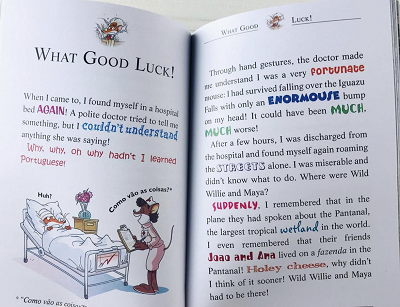 WHAT GOOD LUCK!
When I came to, I found myself in a hospital
bed AGAIN! A polite doctor tried to tell me
something, but I couldn't understand
anything she was saying!
Why, why, oh why hadn't I learned
Portuguese!
Huh?
Como vão as coisas?*
* "Como vão as coisas?"
WHAT GOOD LUCK!
Through hand gestures, the doctor made
me understand I was a very fortunate
mouse: I had survived falling over the Iguazu
Falls with only an ENORMOUSE bump
on my head! It could have been MUCH,
MUCH worse!
After a few hours, I was discharged from
the hospital and found myself again roaming
the STREETS alone. I was miserable and
didn't know what to do. Where were Wild
Willie and Maya?
SUDDENLY, I remembered that in the
plane they had spoken about the Pantanal,
the largest tropical wetland in the world.
I even remembered that their friends
Juan and Ana lived on a fazenda in the
Pantanal! Holey cheese, why didn't
I think of it sooner! Wild Willie and Maya
had to be there!